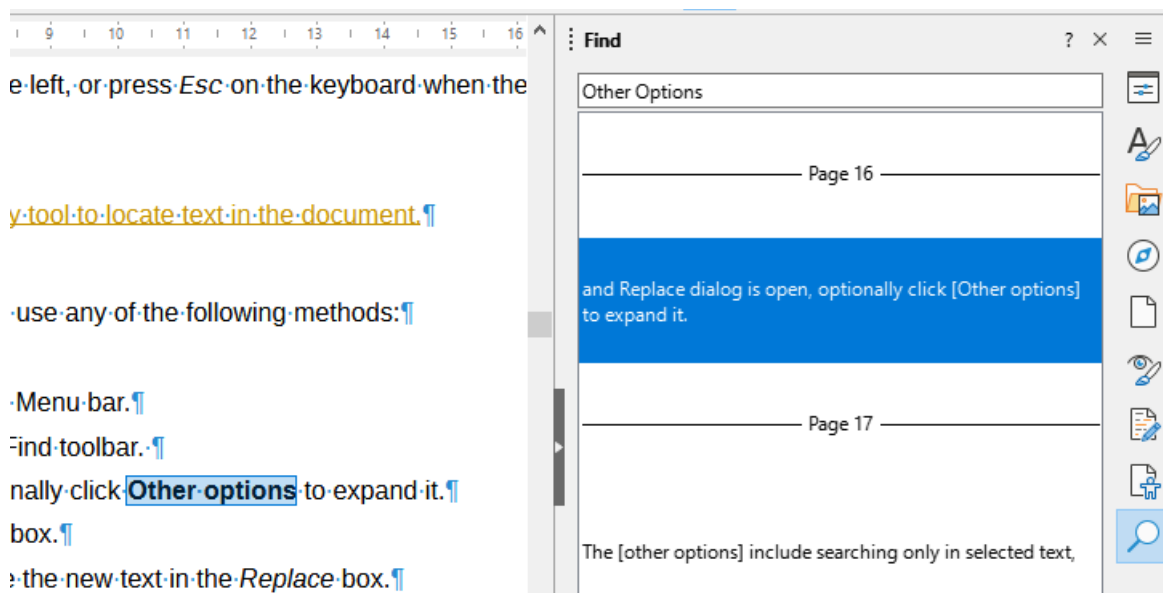 9 10 11 12 13 14 15 16
e·left,·or·press·Esc·on·the·keyboard·when·the
y·tool·to·locate·text·in·the·document.¶
·use·any·of·the·following·methods:¶
·Menu·bar.¶
Find·toolbar.·¶
nally·click·Other·options·to·expand·it.¶
box.¶
e·the·new·text·in·the·Replace·box.¶
Find ? ×
Other Options
Page 16
and Replace dialog is open, optionally click [Other options]
to expand it.
Page 17
The [other options] include searching only in selected text,